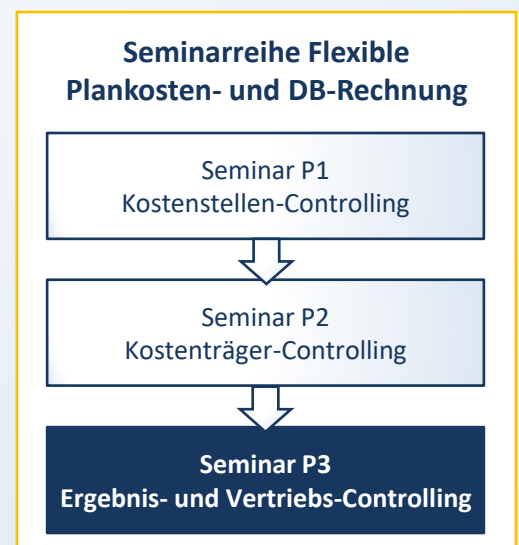 Seminarreihe Flexible
Plankosten- und DB-Rechnung
Seminar P1
Kostenstellen-Controlling
Seminar P2
Kostenträger-Controlling
Seminar P3
Ergebnis- und Vertriebs-Controlling